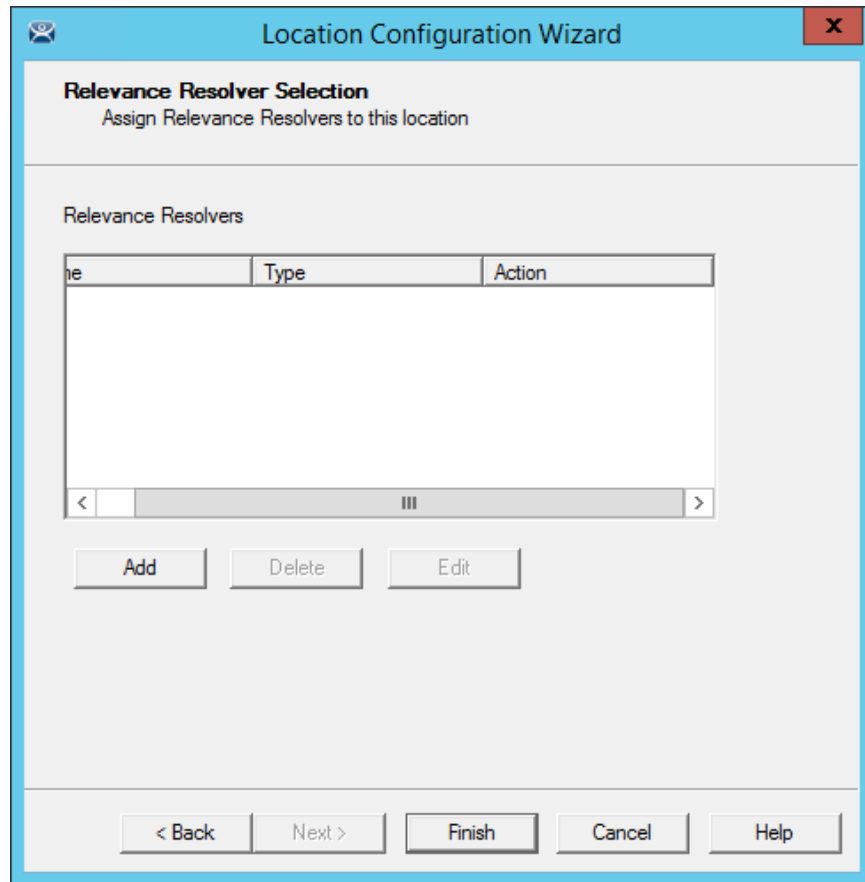 Location Configuration Wizard
x
Relevance Resolver Selection
Assign Relevance Resolvers to this location
Relevance Resolvers
ne Type Action
Add Delete Edit
< Back Next > Finish Cancel Help